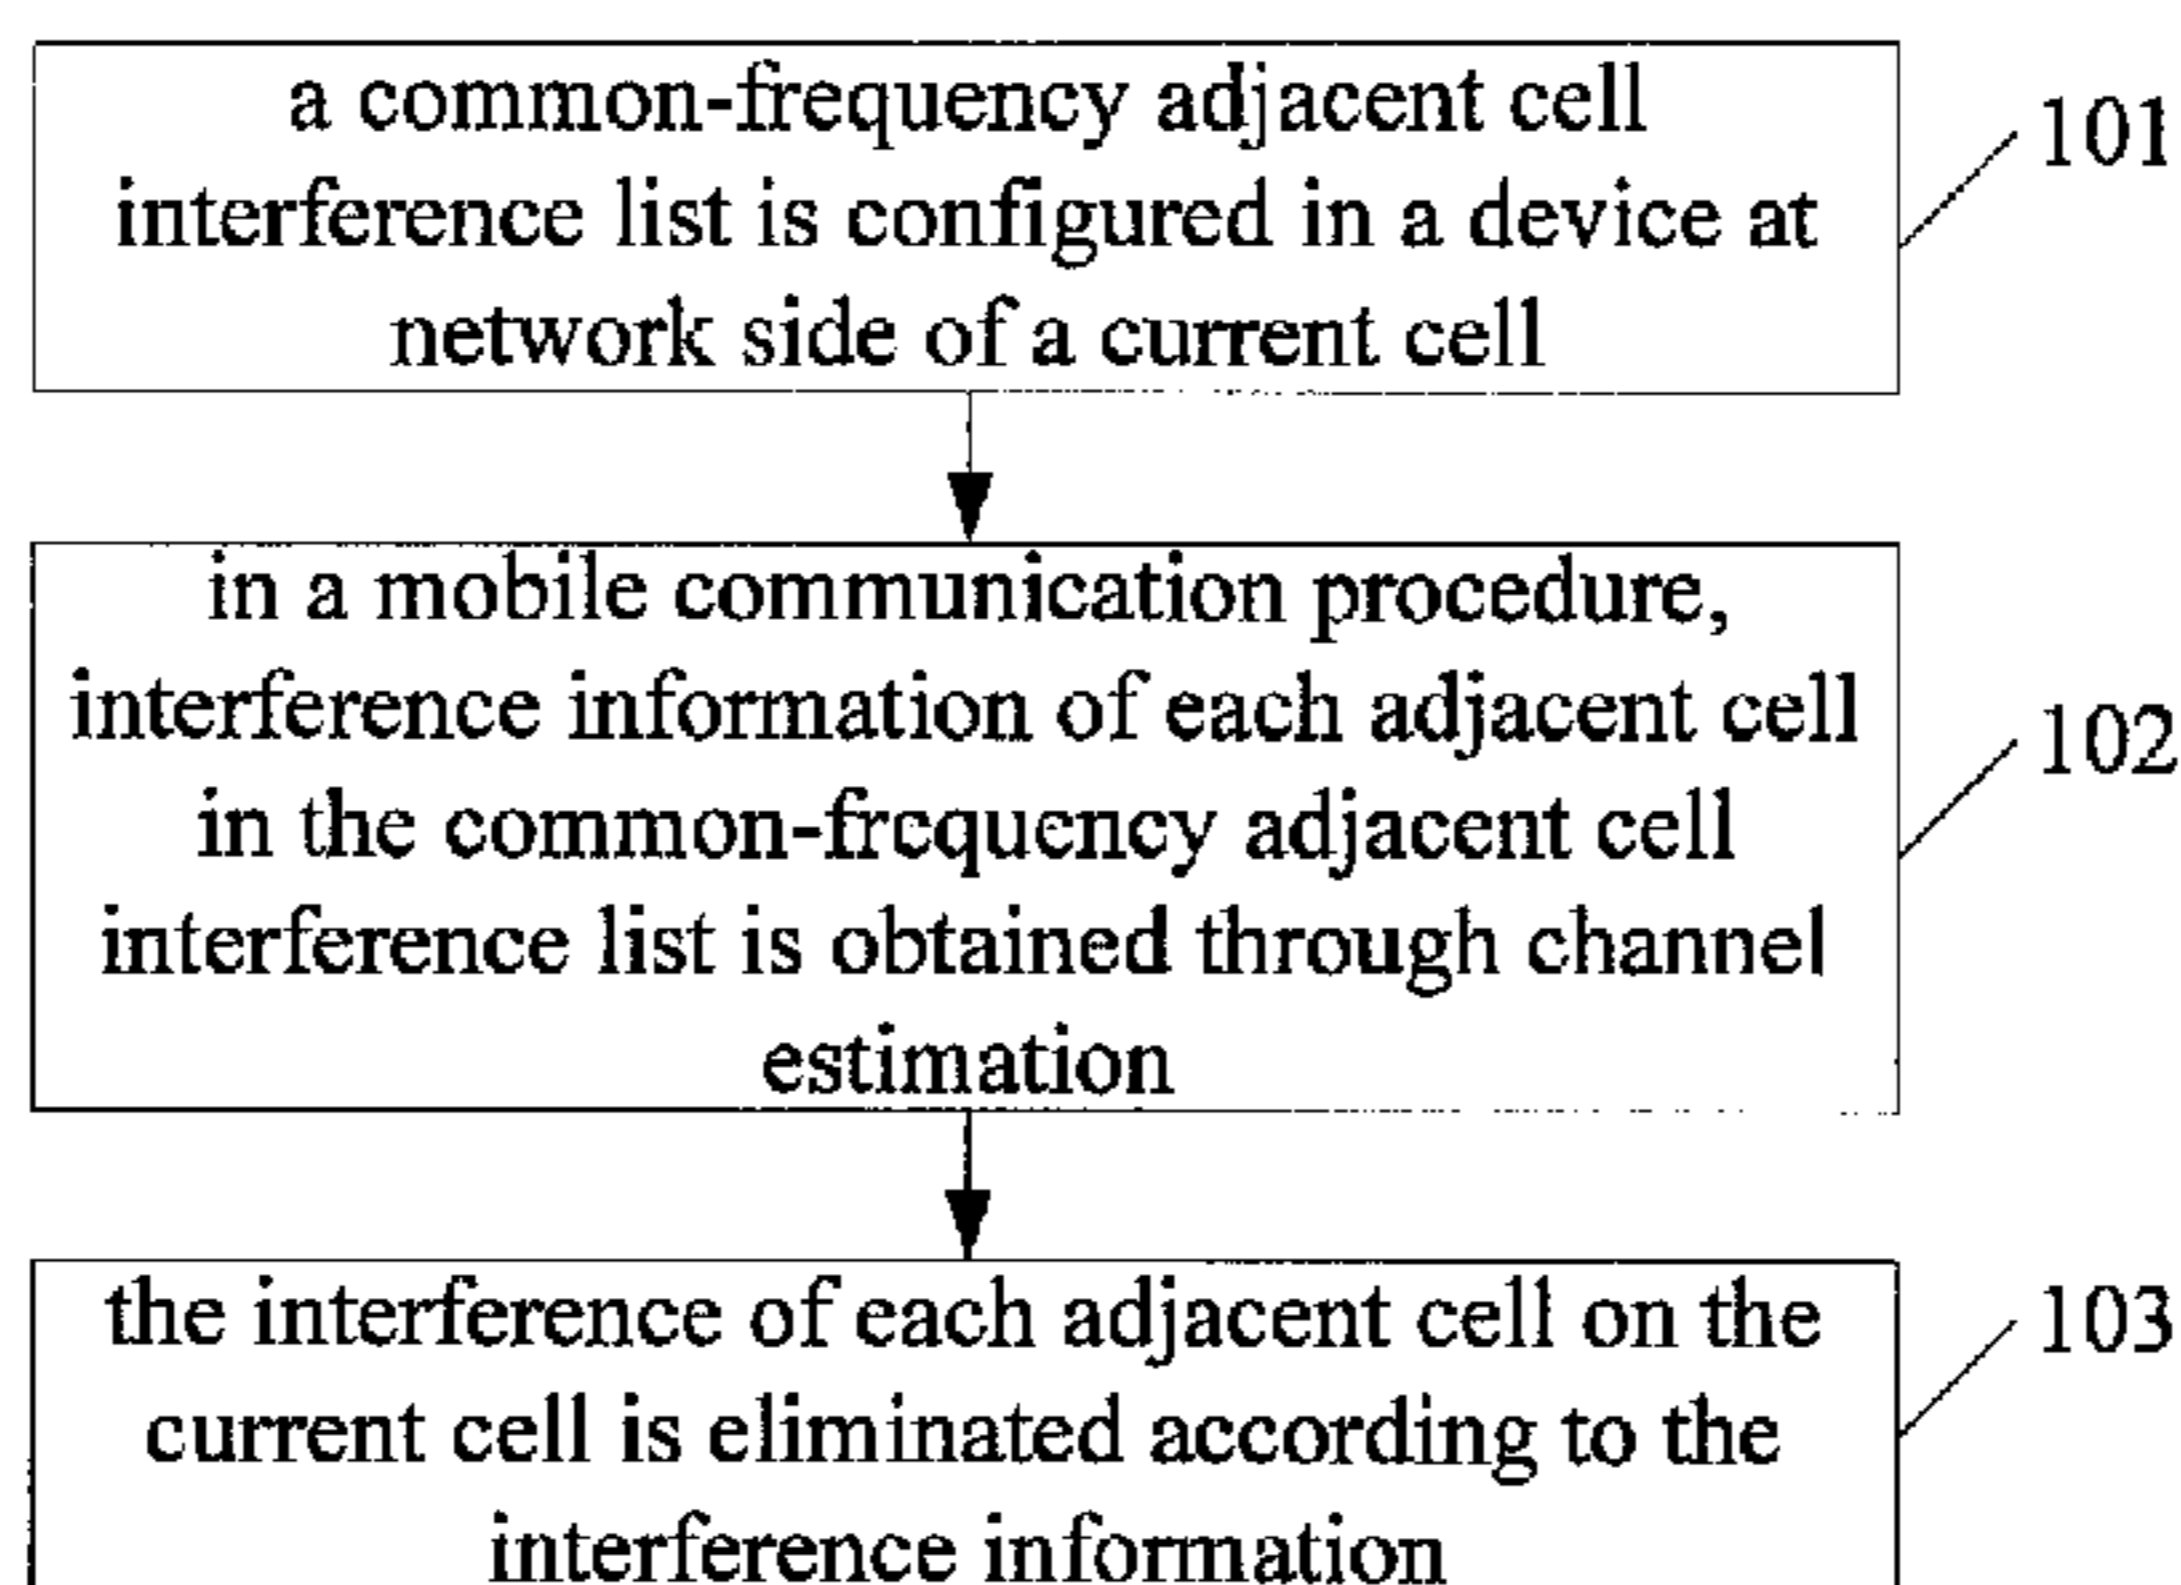 a common-frequency adjacent cell
interference list is configured in a device at
network side of a current cell
101
in a mobile communication procedure,
interference information of each adjacent cell
in the common-frequency adjacent cell
interference list is obtained through channel
estimation
102
the interference of each adjacent cell on the
current cell is eliminated according to the
interference information
103